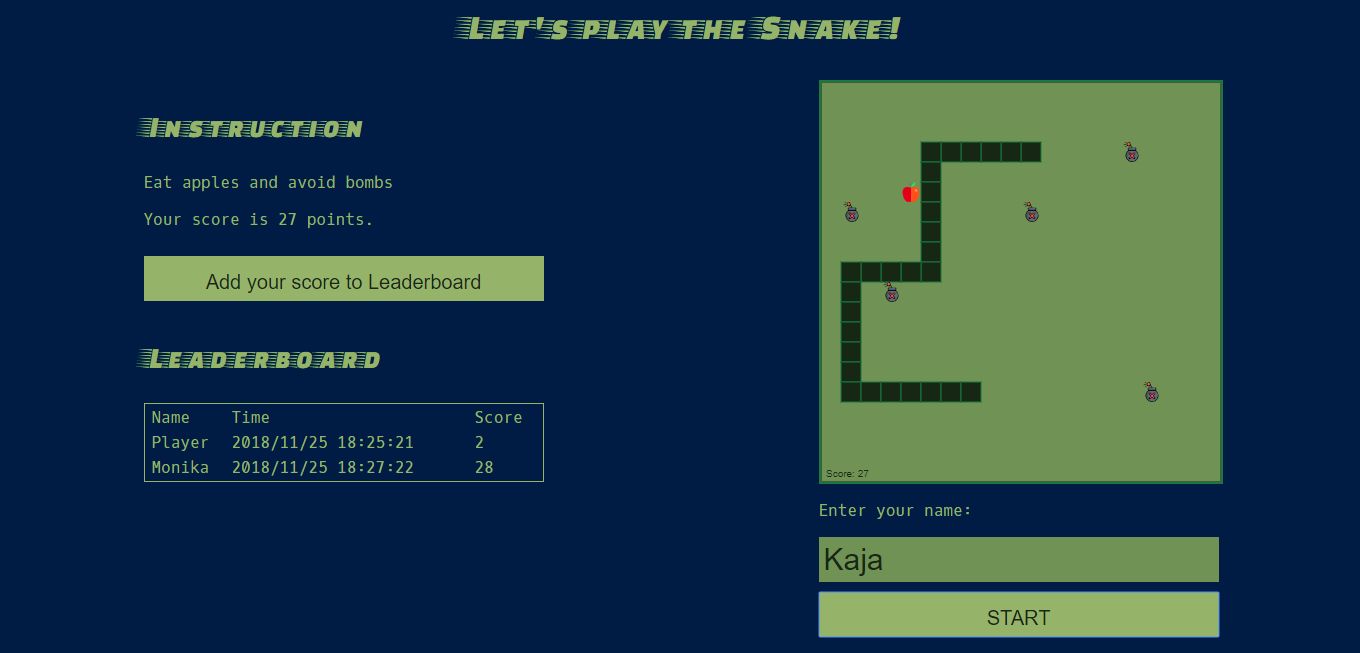 Let's play the Snake!
Instruction
Eat apples and avoid bombs
Your score is 27 points.
Add your score to Leaderboard
Leaderboard
Name Time Score
Player 2018/11/25 18:25:21 2
Monika 2018/11/25 18:27:22 28
Score: 27
Enter your name:
Kaja
START